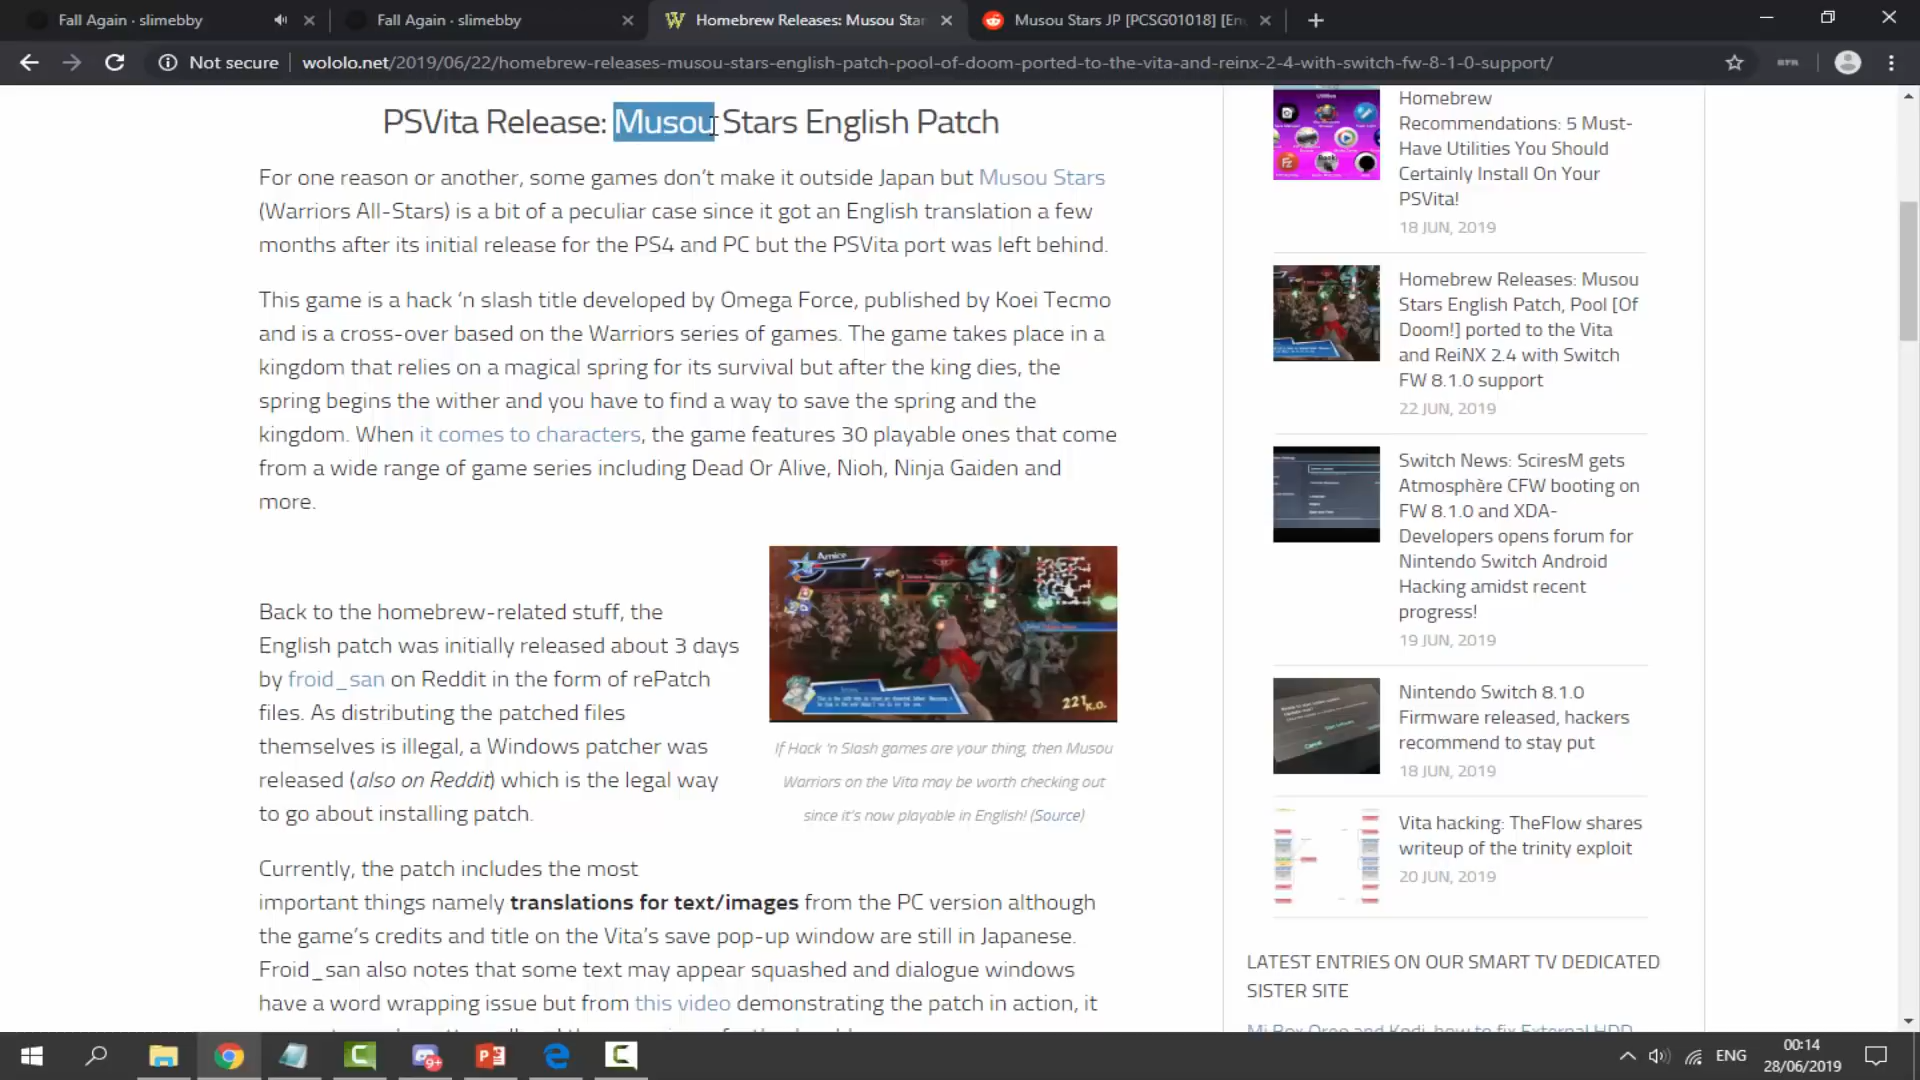 Fall Again · slimebby
Fall Again · slimebby
Homebrew Releases: Musou Star
Musou Stars JP [PCSG01018] [En
Not secure
wololo.net/2019/06/22/homebrew-releases-musou-stars-english-patch-pool-of-doom-ported-to-the-vita-and-reinx-2-4-with-switch-fw-8-1-0-support/
PSVita Release: Musou Stars English Patch
For one reason or another, some games don't make it outside Japan but Musou Stars
(Warriors All-Stars) is a bit of a peculiar case since it got an English translation a few
months after its initial release for the PS4 and PC but the PSVita port was left behind.
This game is a hack 'n slash title developed by Omega Force, published by Koei Tecmo
and is a cross-over based on the Warriors series of games. The game takes place in a
kingdom that relies on a magical spring for its survival but after the king dies, the
spring begins the wither and you have to find a way to save the spring and the
kingdom. When it comes to characters, the game features 30 playable ones that come
from a wide range of game series including Dead Or Alive, Nioh, Ninja Gaiden and
more.
Back to the homebrew-related stuff, the
English patch was initially released about 3 days
by froid_san on Reddit in the form of rePatch
files. As distributing the patched files
themselves is illegal, a Windows patcher was
released (also on Reddit) which is the legal way
to go about installing patch.
Arnice
221 K.O.
If Hack 'n Slash games are your thing, then Musou
Warriors on the Vita may be worth checking out
since it's now playable in English! (Source)
Currently, the patch includes the most
important things namely translations for text/images from the PC version although
the game's credits and title on the Vita's save pop-up window are still in Japanese.
Froid_san also notes that some text may appear squashed and dialogue windows
have a word wrapping issue but from this video demonstrating the patch in action, it
Homebrew
Recommendations: 5 Must-
Have Utilities You Should
Certainly Install On Your
PSVita!
18 JUN, 2019
Homebrew Releases: Musou
Stars English Patch, Pool [Of
Doom!] ported to the Vita
and ReiNX 2.4 with Switch
FW 8.1.0 support
22 JUN, 2019
Switch News: SciresM gets
Atmosphère CFW booting on
FW 8.1.0 and XDA-
Developers opens forum for
Nintendo Switch Android
Hacking amidst recent
progress!
19 JUN, 2019
Nintendo Switch 8.1.0
Firmware released, hackers
recommend to stay put
18 JUN, 2019
Vita hacking: TheFlow shares
writeup of the trinity exploit
20 JUN, 2019
LATEST ENTRIES ON OUR SMART TV DEDICATED
SISTER SITE
Mi Box Oreo and Kodi, how to fix External HDD
9+
ENG
00:14
28/06/2019